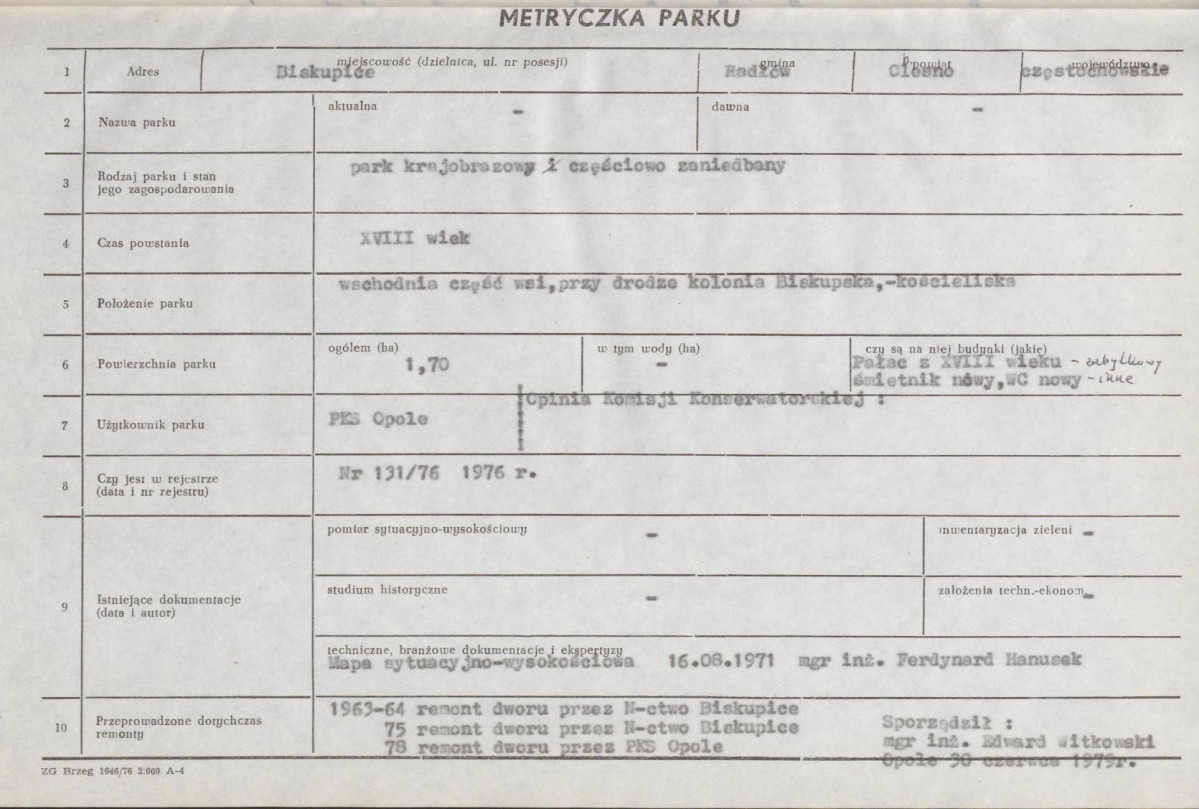 METRYCZKA PARKU
1 Adres miejscowość (dzielnica, ul. nr posesji) Biskupice gmina Radłów powiat Olesno województwo częstochowskie
2 Nazwa parku aktualna - dawna -
3 Rodzaj parku i stan jego zagospodarowania park krajobrazowy i częściowo zaniedbany
4 Czas powstania XVIII wiek
5 Położenie parku wschodnia część wsi,przy drodze kolonia Biskupska,-kościeliska
6 Powierzchnia parku ogółem (ha) 1,70 w tym wody (ha) - czy są na niej budynki (jakie)
Pałac z XVIII wieku - zabytkowy
śmietnik nowy,WC nowy - inne
7 Użytkownik parku PKS Opole Opinia Komisji Konserwatorskiej :
8 Czy jest w rejestrze (data i nr rejestru) Nr 131/76 1976 r.
9 Istniejące dokumentacje (data i autor)
pomiar sytuacyjno-wysokościowy - inwentaryzacja zieleni -
studium historyczne - założenia techn.-ekonom. -
techniczne, branżowe dokumentacje i ekspertyzy
Mapa sytuacyjno-wysokościowa 16.08.1971 mgr inż. Ferdynard Hanusek
10 Przeprowadzone dotychczas remonty
1963-64 remont dworu przez N-ctwo Biskupice
75 remont dworu przez N-ctwo Biskupice
78 remont dworu przez PKS Opole
Sporządził :
mgr inż. Edward Witkowski
Opole 30 czerwca 1979r.
ZG Brzeg 1646/76 2.000 A-4